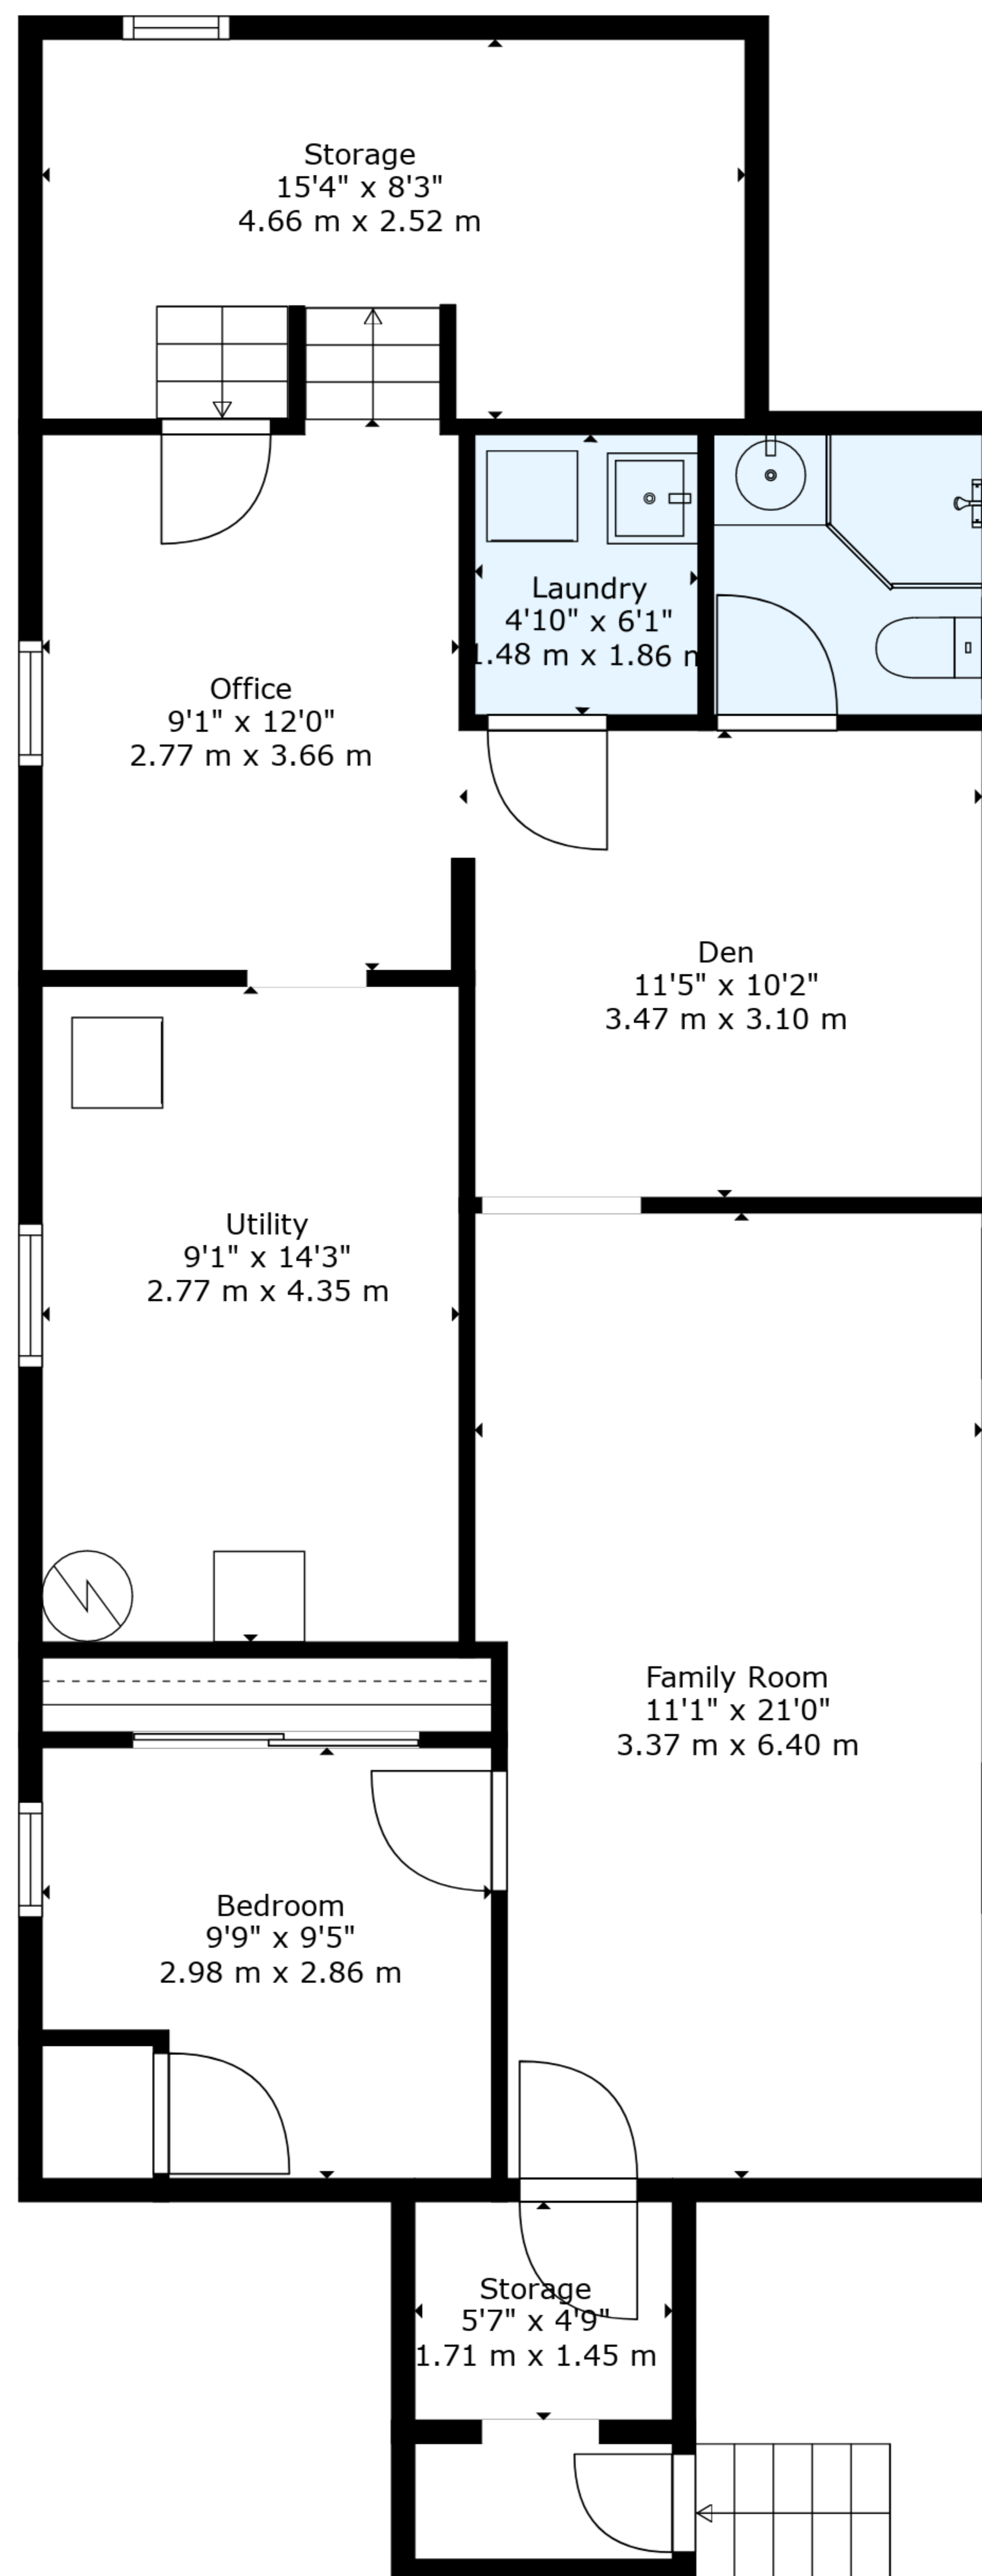 Storage
15'4" x 8'3"
4.66 m x 2.52 m
Laundry
4'10" x 6'1"
1.48 m x 1.86 m
Office
9'1" x 12'0"
2.77 m x 3.66 m
Den
11'5" x 10'2"
3.47 m x 3.10 m
Utility
9'1" x 14'3"
2.77 m x 4.35 m
Family Room
11'1" x 21'0"
3.37 m x 6.40 m
Bedroom
9'9" x 9'5"
2.98 m x 2.86 m
Storage
5'7" x 4'9"
1.71 m x 1.45 m